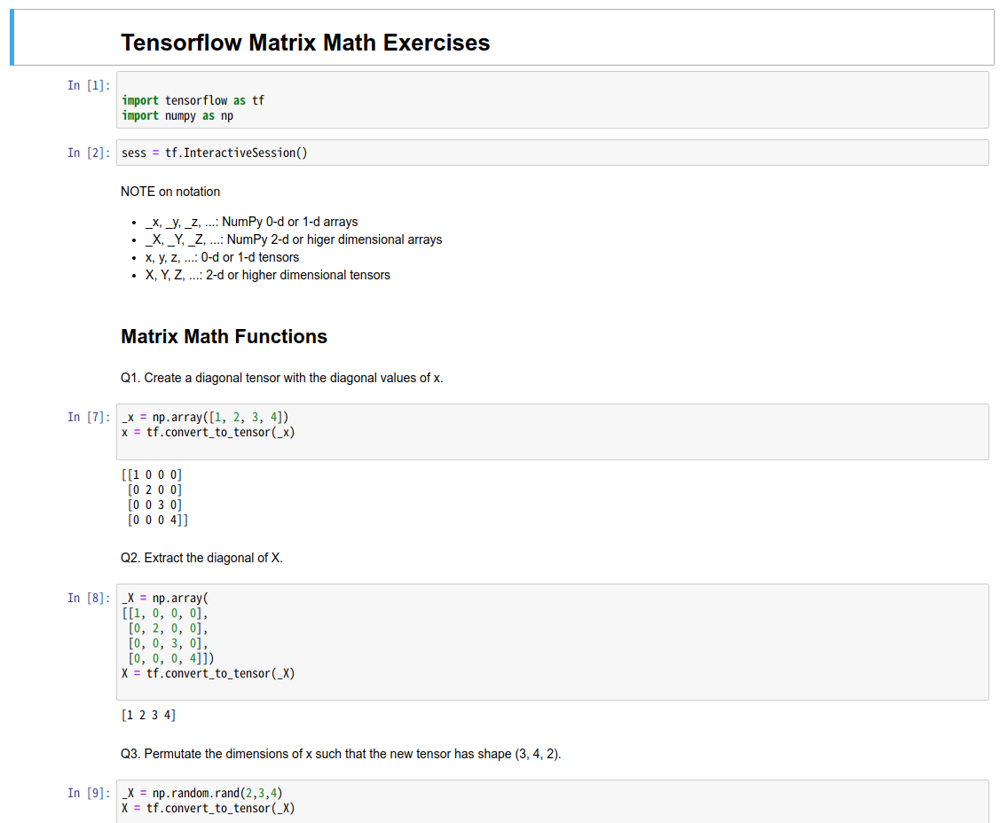 Tensorflow Matrix Math Exercises
In [1]:
import tensorflow as tf
import numpy as np
In [2]: sess = tf.InteractiveSession()
NOTE on notation
• _x, _y, _z, ...: NumPy 0-d or 1-d arrays
• _X, _Y, _Z, ...: NumPy 2-d or higer dimensional arrays
• x, y, z, ...: 0-d or 1-d tensors
• X, Y, Z, ...: 2-d or higher dimensional tensors
Matrix Math Functions
Q1. Create a diagonal tensor with the diagonal values of x.
In [7]: _x = np.array([1, 2, 3, 4])
x = tf.convert_to_tensor(_x)
[[1 0 0 0]
 [0 2 0 0]
 [0 0 3 0]
 [0 0 0 4]]
Q2. Extract the diagonal of X.
In [8]: _X = np.array(
[[1, 0, 0, 0],
 [0, 2, 0, 0],
 [0, 0, 3, 0],
 [0, 0, 0, 4]])
X = tf.convert_to_tensor(_X)
[1 2 3 4]
Q3. Permutate the dimensions of x such that the new tensor has shape (3, 4, 2).
In [9]: _X = np.random.rand(2,3,4)
X = tf.convert_to_tensor(_X)